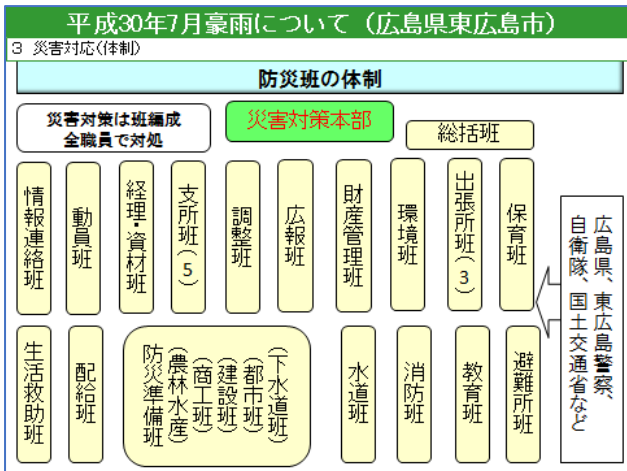 平成30年7月豪雨について（広島県東広島市）
3 災害対応(体制)
防災班の体制
災害対策は班編成
全職員で対処
災害対策本部
総括班
情報連絡班
動員班
経理・資材班
支所班(5)
調整班
広報班
財産管理班
環境班
出張所班(3)
保育班
広島県、東広島警察、
自衛隊、国土交通省など
生活救助班
配給班
(下水道班)
(都市班)
(建設班)
(商工班)
(農林水産)
防災準備班
水道班
消防班
教育班
避難所班